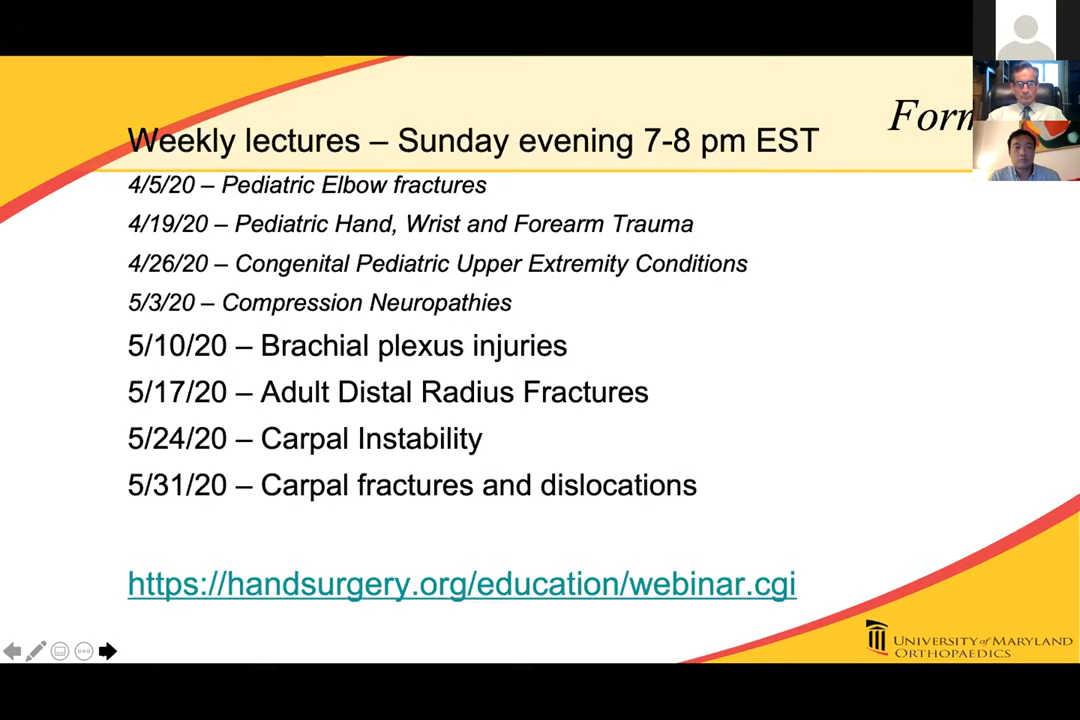 Form
Weekly lectures – Sunday evening 7-8 pm EST
4/5/20 – Pediatric Elbow fractures
4/19/20 – Pediatric Hand, Wrist and Forearm Trauma
4/26/20 – Congenital Pediatric Upper Extremity Conditions
5/3/20 – Compression Neuropathies
5/10/20 – Brachial plexus injuries
5/17/20 – Adult Distal Radius Fractures
5/24/20 – Carpal Instability
5/31/20 – Carpal fractures and dislocations
https://handsurgery.org/education/webinar.cgi
UNIVERSITY of MARYLAND
ORTHOPAEDICS